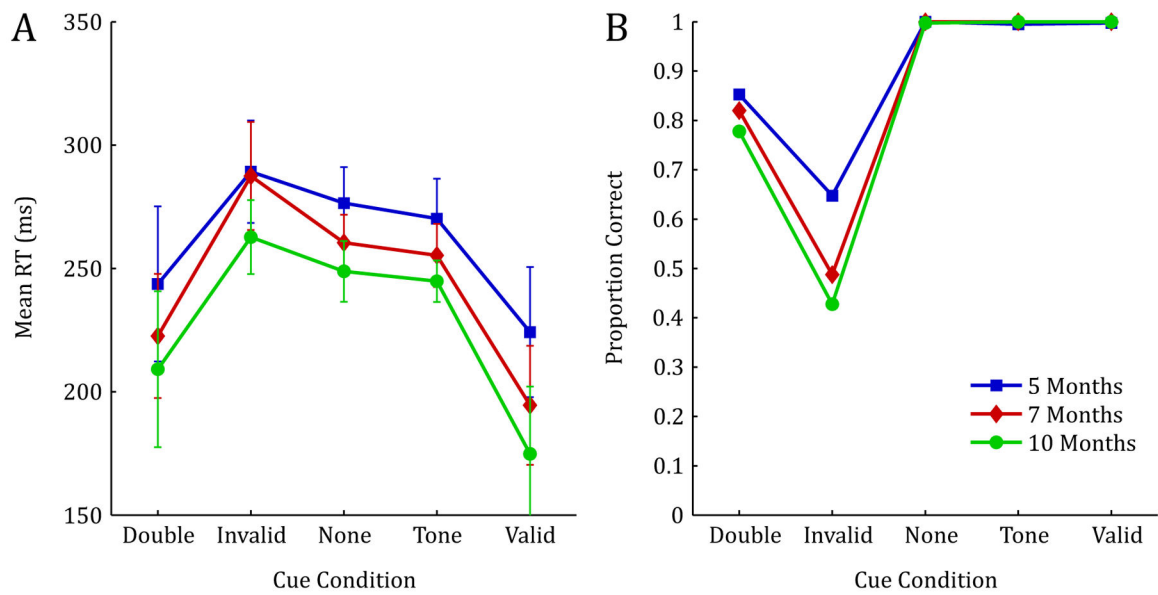 A
Mean RT (ms)
350
300
250
200
150
Double Invalid None Tone Valid
Cue Condition
B
Proportion Correct
1
0.9
0.8
0.7
0.6
0.5
0.4
0.3
0.2
0.1
0
5 Months
7 Months
10 Months
Double Invalid None Tone Valid
Cue Condition